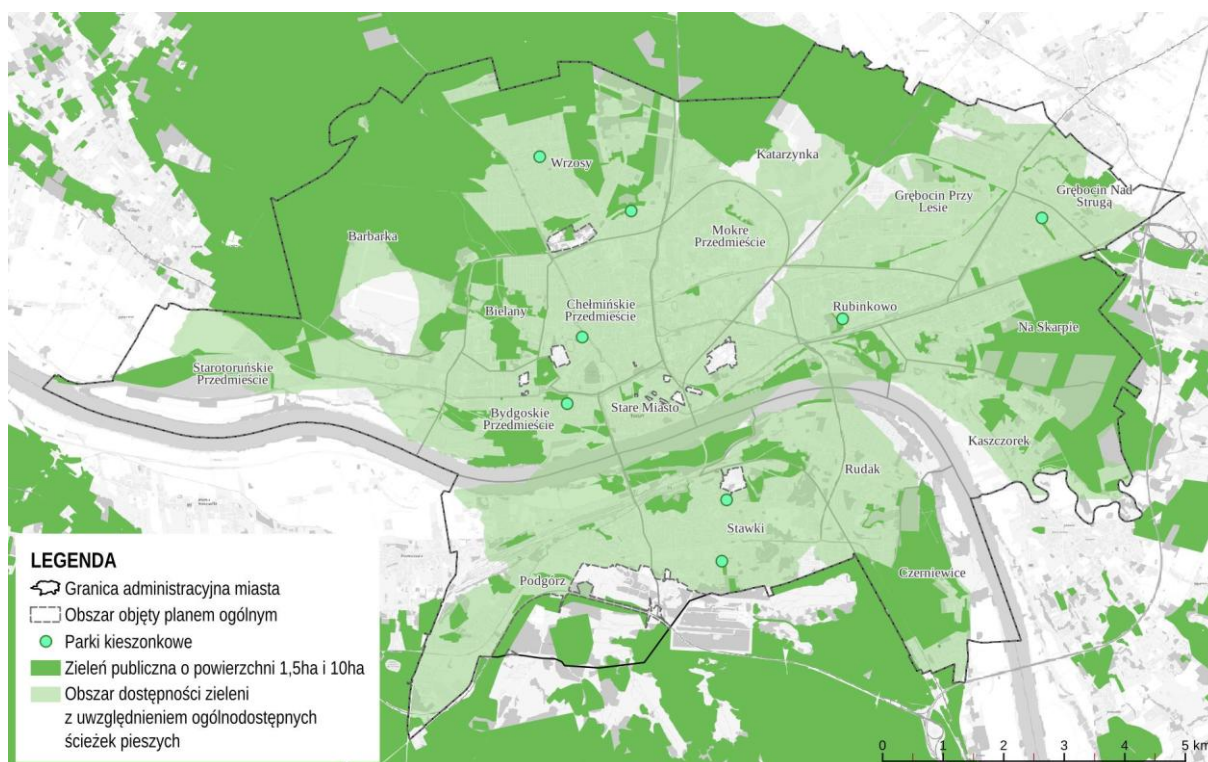 Wrzosy
Katarzynka
Grębocin Przy
Lesie
Grębocin Nad
Strugą
Barbarka
Mokre
Przedmieście
Bielany
Chełmińskie
Przedmieście
Rubinkowo
Na Skarpie
Starotoruńskie
Przedmieście
Bydgoskie
Przedmieście
Stare Miasto
Kaszczorek
Rudak
Stawki
Podgorz
Czerniewice
LEGENDA
Granica administracyjna miasta
Obszar objęty planem ogólnym
Parki kieszonkowe
Zieleń publiczna o powierzchni 1,5ha i 10ha
Obszar dostępności zieleni
z uwzględnieniem ogólnodostępnych
ścieżek pieszych
0 1 2 3 4 5 km